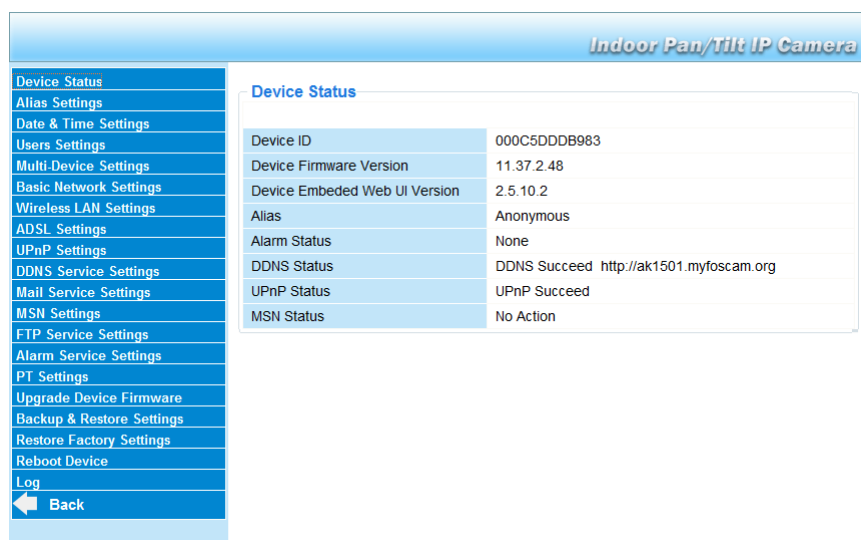 Indoor Pan/Tilt IP Camera
Device Status
Alias Settings
Date & Time Settings
Users Settings
Multi-Device Settings
Basic Network Settings
Wireless LAN Settings
ADSL Settings
UPnP Settings
DDNS Service Settings
Mail Service Settings
MSN Settings
FTP Service Settings
Alarm Service Settings
PT Settings
Upgrade Device Firmware
Backup & Restore Settings
Restore Factory Settings
Reboot Device
Log
Back
Device Status
Device ID 000C5DDDB983
Device Firmware Version 11.37.2.48
Device Embeded Web UI Version 2.5.10.2
Alias Anonymous
Alarm Status None
DDNS Status DDNS Succeed http://ak1501.myfoscam.org
UPnP Status UPnP Succeed
MSN Status No Action